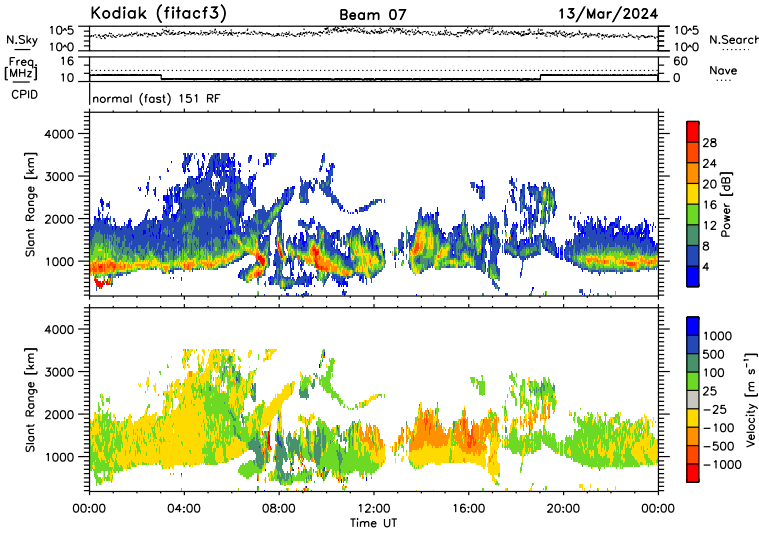 Kodiak (fitacf3) Beam 07 13/Mar/2024
N.Sky 10^5 10^0 10^5 10^0 N.Search
Freq. [MHz] 16 10 60 0 Nave
CPID normal (fast) 151 RF
Slant Range [km] 4000 3000 2000 1000
Power [dB] 28 24 20 16 12 8 4
Slant Range [km] 4000 3000 2000 1000
Velocity [m s^-1] 1000 500 100 25 -25 -100 -500 -1000
00:00 04:00 08:00 12:00 16:00 20:00 00:00
Time UT